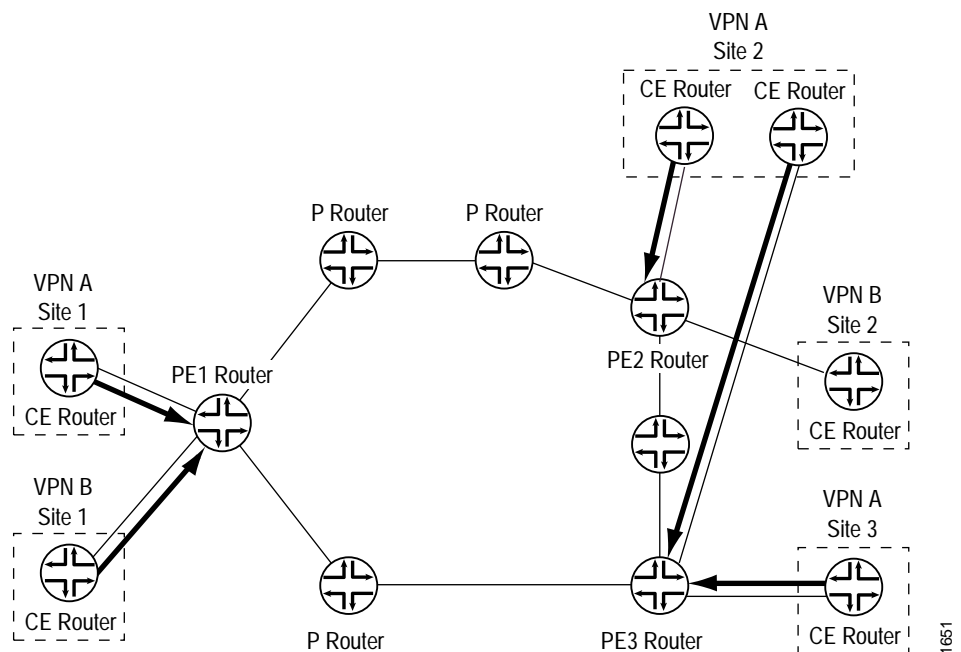 VPN A
Site 2
CE Router
CE Router
P Router
P Router
VPN A
Site 1
CE Router
PE1 Router
PE2 Router
VPN B
Site 2
CE Router
VPN B
Site 1
CE Router
VPN A
Site 3
CE Router
P Router
PE3 Router
1651